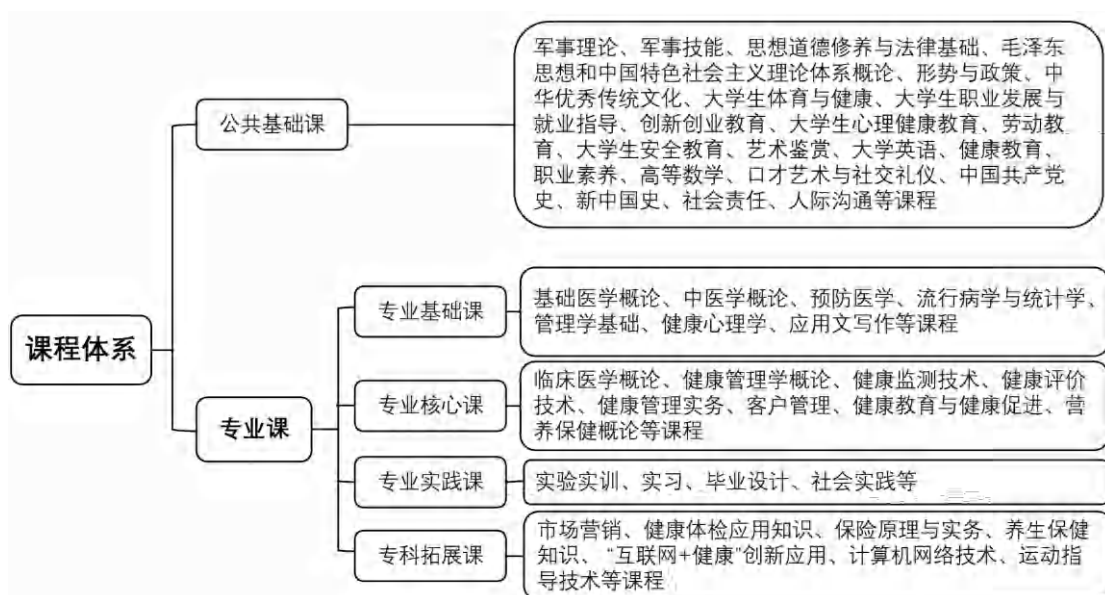 军事理论、军事技能、思想道德修养与法律基础、毛泽东
思想和中国特色社会主义理论体系概论、形势与政策、中
华优秀传统文化、大学生体育与健康、大学生职业发展与
就业指导、创新创业教育、大学生心理健康教育、劳动教
育、大学生安全教育、艺术鉴赏、大学英语、健康教育、
职业素养、高等数学、口才艺术与社交礼仪、中国共产党
史、新中国史、社会责任、人际沟通等课程
公共基础课
课程体系
专业课
专业基础课
基础医学概论、中医学概论、预防医学、流行病学与统计学、
管理学基础、健康心理学、应用文写作等课程
专业核心课
临床医学概论、健康管理学概论、健康监测技术、健康评价
技术、健康管理实务、客户管理、健康教育与健康促进、营
养保健概论等课程
专业实践课
实验实训、实习、毕业设计、社会实践等
专科拓展课
市场营销、健康体检应用知识、保险原理与实务、养生保健
知识、“互联网+健康”创新应用、计算机网络技术、运动指
导技术等课程